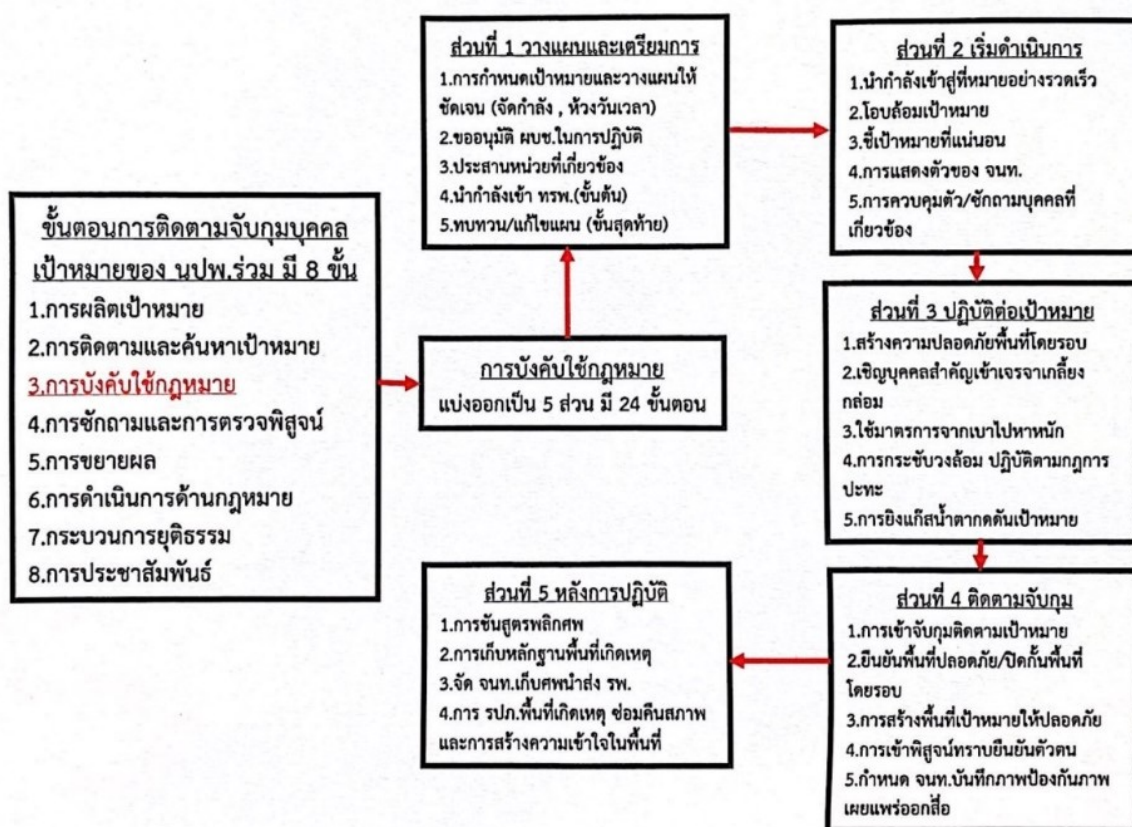 ขั้นตอนการติดตามจับกุมบุคคล
เป้าหมายของ นปพ.ร่วม มี 8 ขั้น
1.การผลิตเป้าหมาย
2.การติดตามและค้นหาเป้าหมาย
3.การบังคับใช้กฎหมาย
4.การซักถามและการตรวจพิสูจน์
5.การขยายผล
6.การดำเนินการด้านกฎหมาย
7.กระบวนการยุติธรรม
8.การประชาสัมพันธ์
การบังคับใช้กฎหมาย
แบ่งออกเป็น 5 ส่วน มี 24 ขั้นตอน
ส่วนที่ 1 วางแผนและเตรียมการ
1.การกำหนดเป้าหมายและวางแผนให้
ชัดเจน (จัดกำลัง , ห้วงวันเวลา)
2.ขออนุมัติ ผบช.ในการปฏิบัติ
3.ประสานหน่วยที่เกี่ยวข้อง
4.นำกำลังเข้า ทรพ.(ขั้นต้น)
5.ทบทวน/แก้ไขแผน (ขั้นสุดท้าย)
ส่วนที่ 2 เริ่มดำเนินการ
1.นำกำลังเข้าสู่ที่หมายอย่างรวดเร็ว
2.โอบล้อมเป้าหมาย
3.ชี้เป้าหมายที่แน่นอน
4.การแสดงตัวของ จนท.
5.การควบคุมตัว/ซักถามบุคคลที่
เกี่ยวข้อง
ส่วนที่ 3 ปฏิบัติต่อเป้าหมาย
1.สร้างความปลอดภัยพื้นที่โดยรอบ
2.เชิญบุคคลสำคัญเข้าเจรจาเกลี้ยง
กล่อม
3.ใช้มาตรการจากเบาไปหาหนัก
4.การกระชับวงล้อม ปฏิบัติตามกฎการ
ปะทะ
5.การยิงแก๊สน้ำตากดดันเป้าหมาย
ส่วนที่ 4 ติดตามจับกุม
1.การเข้าจับกุมติดตามเป้าหมาย
2.ยืนยันพื้นที่ปลอดภัย/ปิดกั้นพื้นที่
โดยรอบ
3.การสร้างพื้นที่เป้าหมายให้ปลอดภัย
4.การเข้าพิสูจน์ทราบยืนยันตัวตน
5.กำหนด จนท.บันทึกภาพป้องกันภาพ
เผยแพร่ออกสื่อ
ส่วนที่ 5 หลังการปฏิบัติ
1.การชันสูตรพลิกศพ
2.การเก็บหลักฐานพื้นที่เกิดเหตุ
3.จัด จนท.เก็บศพนำส่ง รพ.
4.การ รปภ.พื้นที่เกิดเหตุ ซ่อมคืนสภาพ
และการสร้างความเข้าใจในพื้นที่